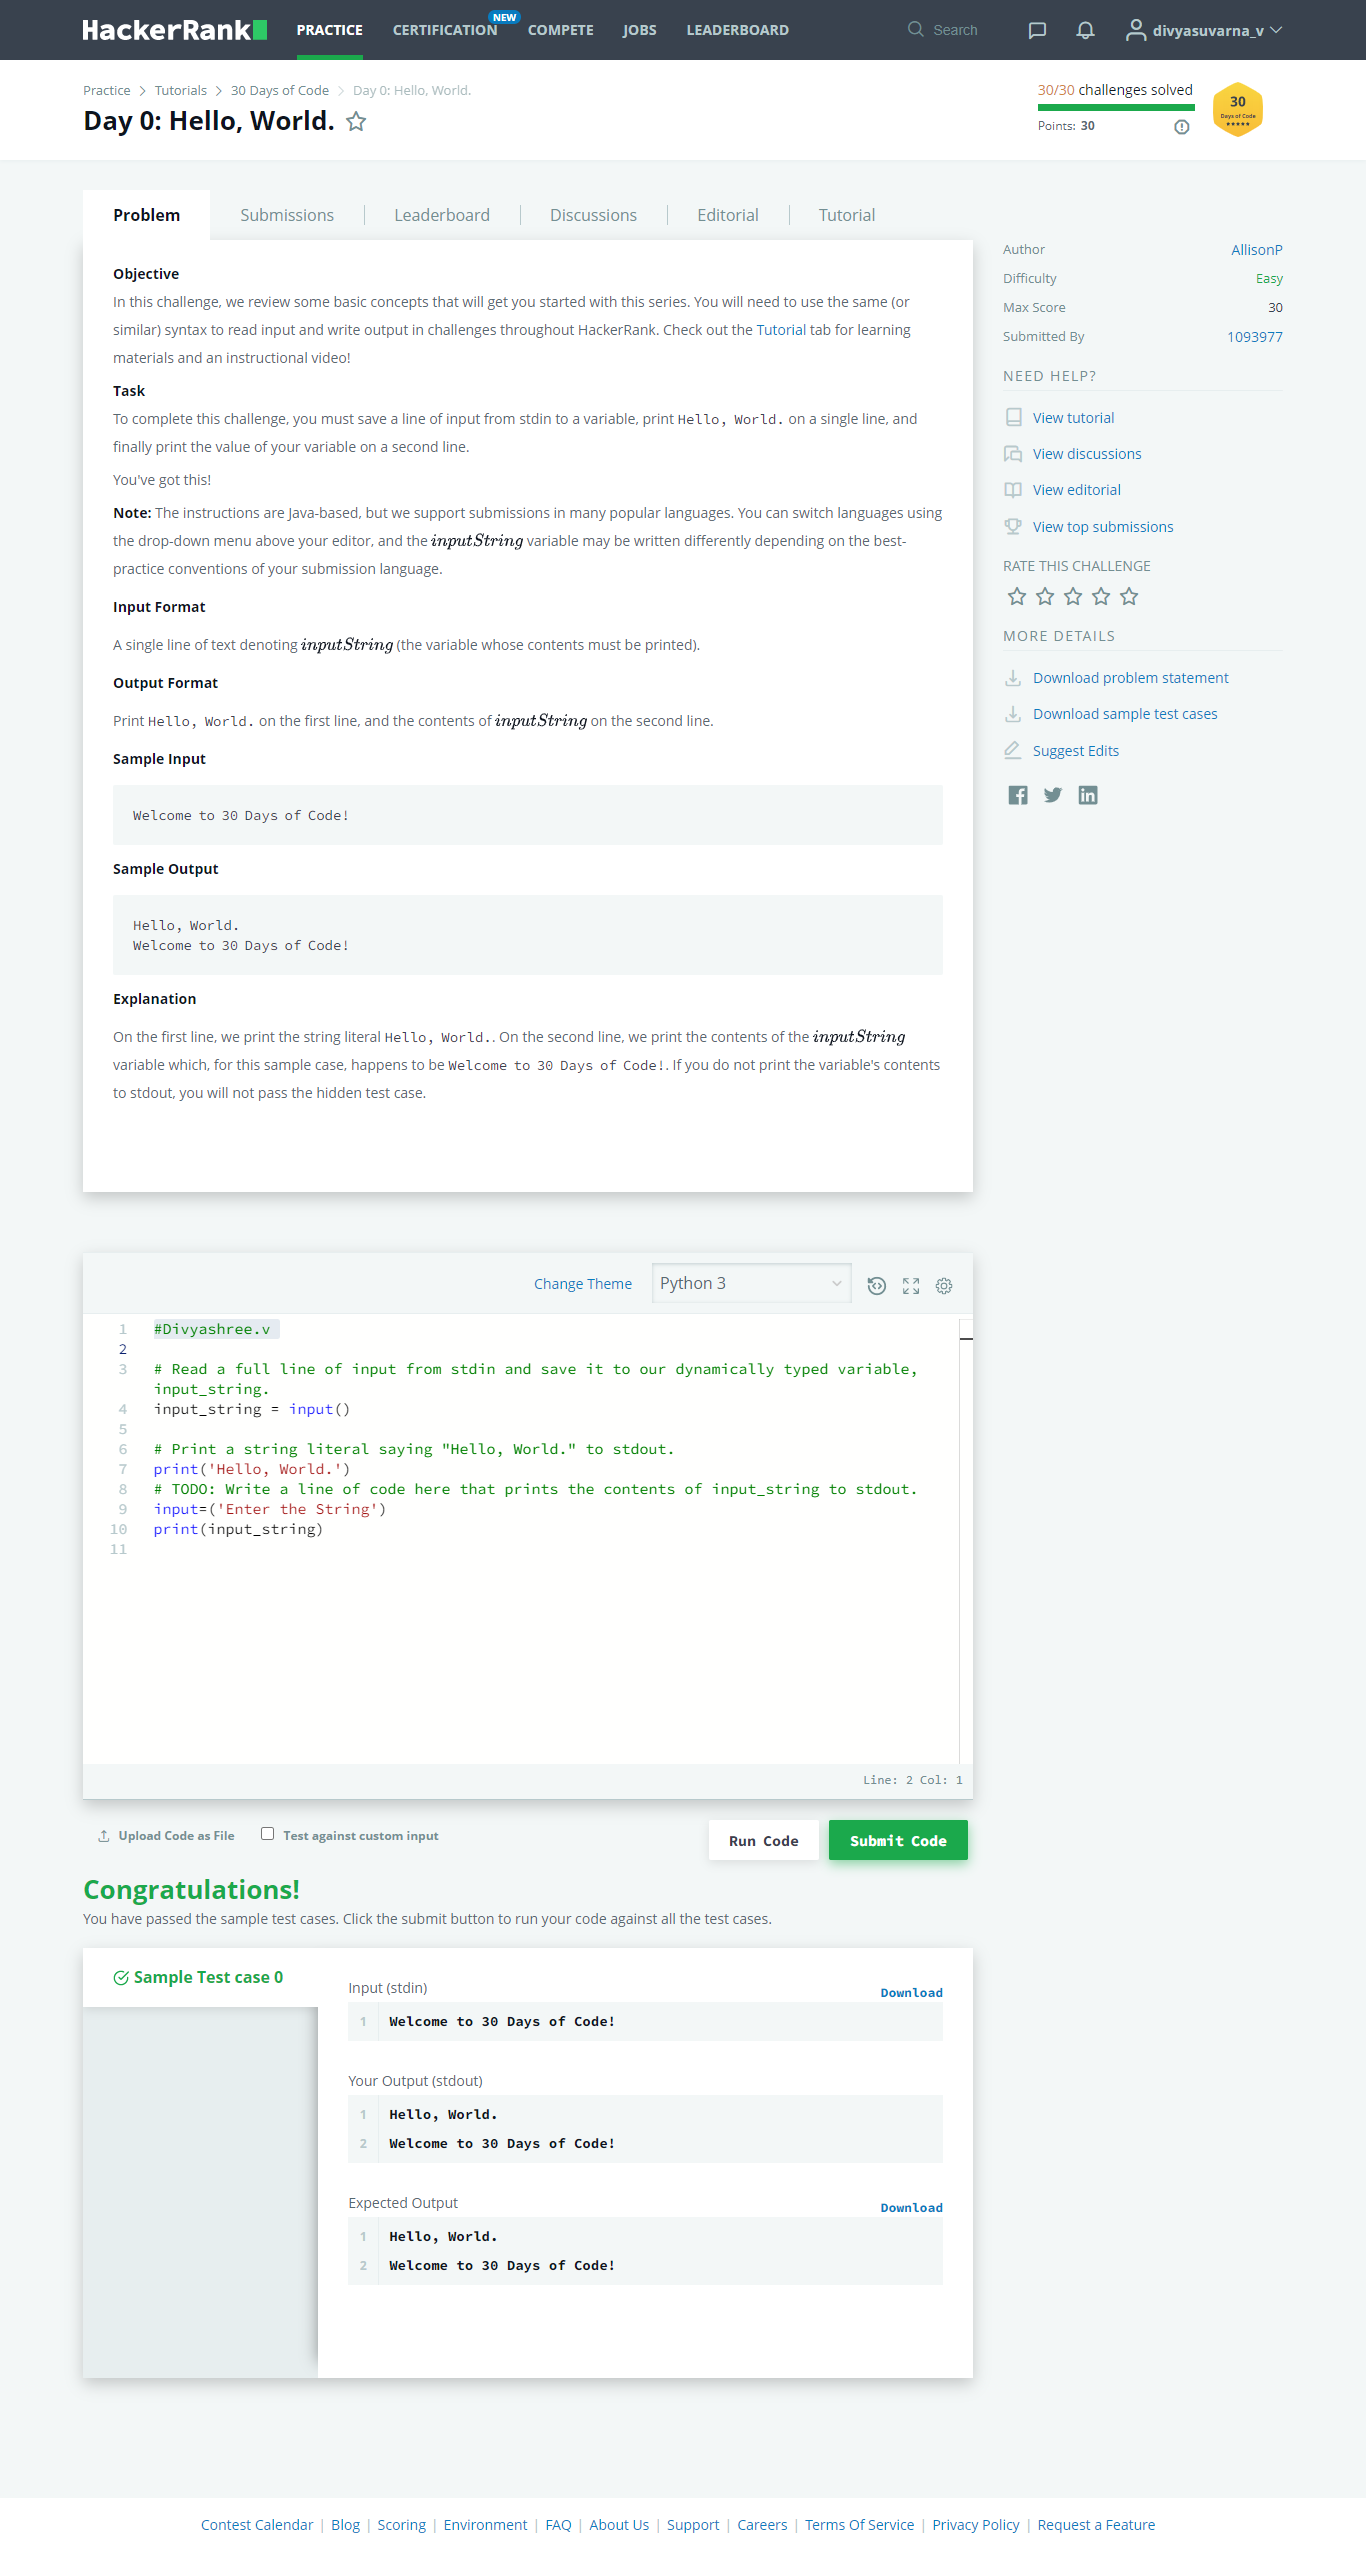 HackerRank
PRACTICE
CERTIFICATION
NEW
COMPETE
JOBS
LEADERBOARD
Search
divyasuvarna_v
Practice > Tutorials > 30 Days of Code > Day 0: Hello, World.
Day 0: Hello, World.
30/30 challenges solved
Points: 30
30
Days of Code
Problem
Submissions
Leaderboard
Discussions
Editorial
Tutorial
Objective
In this challenge, we review some basic concepts that will get you started with this series. You will need to use the same (or
similar) syntax to read input and write output in challenges throughout HackerRank. Check out the Tutorial tab for learning
materials and an instructional video!
Task
To complete this challenge, you must save a line of input from stdin to a variable, print Hello, World. on a single line, and
finally print the value of your variable on a second line.
You've got this!
Note: The instructions are Java-based, but we support submissions in many popular languages. You can switch languages using
the drop-down menu above your editor, and the inputString variable may be written differently depending on the best-
practice conventions of your submission language.
Input Format
A single line of text denoting inputString (the variable whose contents must be printed).
Output Format
Print Hello, World. on the first line, and the contents of inputString on the second line.
Sample Input
Welcome to 30 Days of Code!
Sample Output
Hello, World.
Welcome to 30 Days of Code!
Explanation
On the first line, we print the string literal Hello, World.. On the second line, we print the contents of the inputString
variable which, for this sample case, happens to be Welcome to 30 Days of Code!. If you do not print the variable's contents
to stdout, you will not pass the hidden test case.
Author AllisonP
Difficulty Easy
Max Score 30
Submitted By 1093977
NEED HELP?
View tutorial
View discussions
View editorial
View top submissions
RATE THIS CHALLENGE
MORE DETAILS
Download problem statement
Download sample test cases
Suggest Edits
Change Theme
Python 3
1 #Divyashree.v
2
3 # Read a full line of input from stdin and save it to our dynamically typed variable,
input_string.
4 input_string = input()
5
6 # Print a string literal saying "Hello, World." to stdout.
7 print('Hello, World.')
8 # TODO: Write a line of code here that prints the contents of input_string to stdout.
9 input=('Enter the String')
10 print(input_string)
11
Line: 2 Col: 1
Upload Code as File
Test against custom input
Run Code
Submit Code
Congratulations!
You have passed the sample test cases. Click the submit button to run your code against all the test cases.
Sample Test case 0
Input (stdin)
Download
1 Welcome to 30 Days of Code!
Your Output (stdout)
1 Hello, World.
2 Welcome to 30 Days of Code!
Expected Output
Download
1 Hello, World.
2 Welcome to 30 Days of Code!
Contest Calendar | Blog | Scoring | Environment | FAQ | About Us | Support | Careers | Terms Of Service | Privacy Policy | Request a Feature